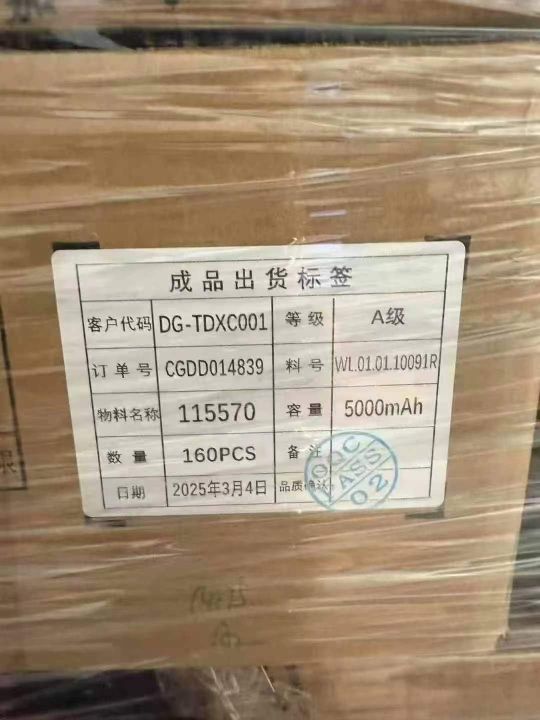 成品出货标签
客户代码 DG-TDXC001 等级 A级
订单号 CGDD014839 料号 WL.01.01.10091R
物料名称 115570 容量 5000mAh
数量 160PCS 备注
日期 2025年3月4日 品质确认
QC
PASS
02